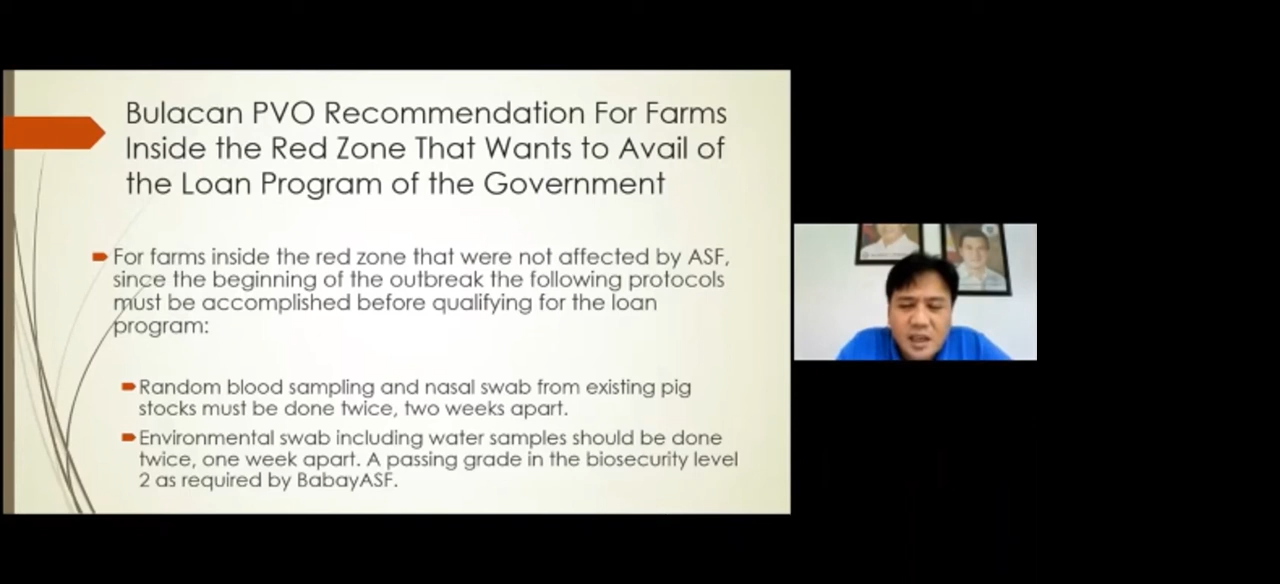 Bulacan PVO Recommendation For Farms
Inside the Red Zone That Wants to Avail of
the Loan Program of the Government
For farms inside the red zone that were not affected by ASF,
since the beginning of the outbreak the following protocols
must be accomplished before qualifying for the loan
program:
Random blood sampling and nasal swab from existing pig
stocks must be done twice, two weeks apart.
Environmental swab including water samples should be done
twice, one week apart. A passing grade in the biosecurity level
2 as required by BabayASF.